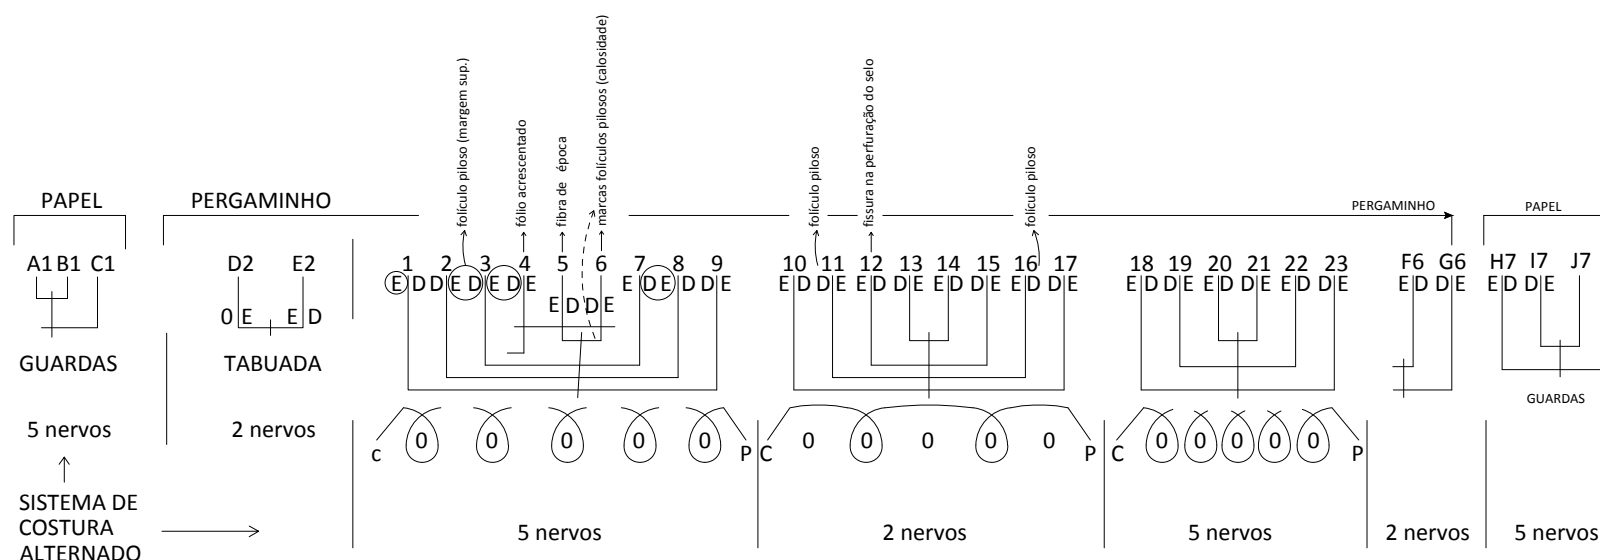 folículo piloso (margem sup.)
fólio acrescentado
fibra de época
marcas folículos pilosos (calosidade)
folículo piloso
fissura na perfuração do selo
folículo piloso
PAPEL PERGAMINHO PERGAMINHO PAPEL
A1 B1 C1 D2 E2 1 2 3 4 5 6 7 8 9 10 11 12 13 14 15 16 17 18 19 20 21 22 23 F6 G6 H7 I7 J7
E D D E D E D E E D E D D E E D D E E D E D D E E D D E E D D E E D D E E D D E E D D E E D D E
E D D E
0 E E D
GUARDAS TABUADA
GUARDAS
5 nervos 2 nervos
c 0 0 0 0 0 P C 0 0 0 0 0 P C 0 0 0 0 0 P
SISTEMA DE
COSTURA
ALTERNADO
5 nervos 2 nervos 5 nervos 2 nervos 5 nervos